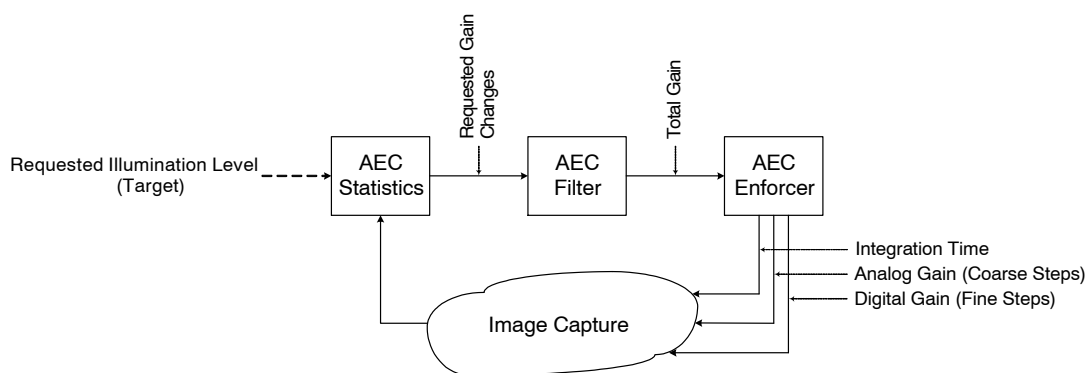 Requested Gain
Changes
Total Gain
Requested Illumination Level
(Target)
AEC
Statistics
AEC
Filter
AEC
Enforcer
Integration Time
Analog Gain (Coarse Steps)
Digital Gain (Fine Steps)
Image Capture